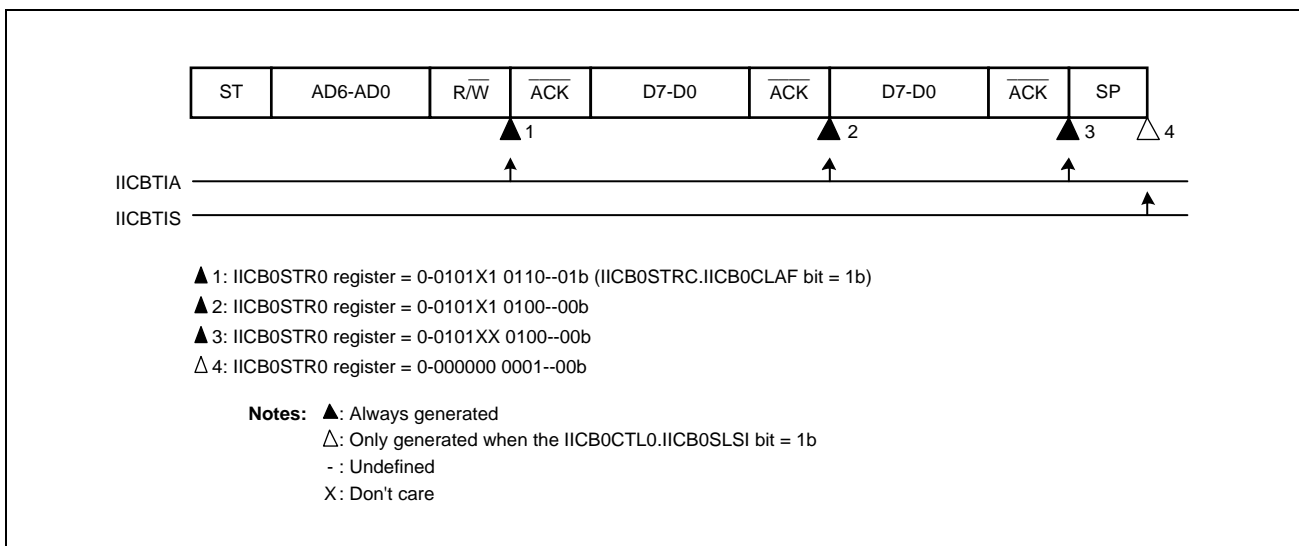 ST AD6-AD0 R/W̅ A̅C̅K̅ D7-D0 A̅C̅K̅ D7-D0 A̅C̅K̅ SP
▲1 ▲2 ▲3 △4
IICBTIA
IICBTIS
▲1: IICB0STR0 register = 0-0101X1 0110--01b (IICB0STRC.IICB0CLAF bit = 1b)
▲2: IICB0STR0 register = 0-0101X1 0100--00b
▲3: IICB0STR0 register = 0-0101XX 0100--00b
△4: IICB0STR0 register = 0-000000 0001--00b
Notes: ▲: Always generated
△: Only generated when the IICB0CTL0.IICB0SLSI bit = 1b
- : Undefined
X: Don't care